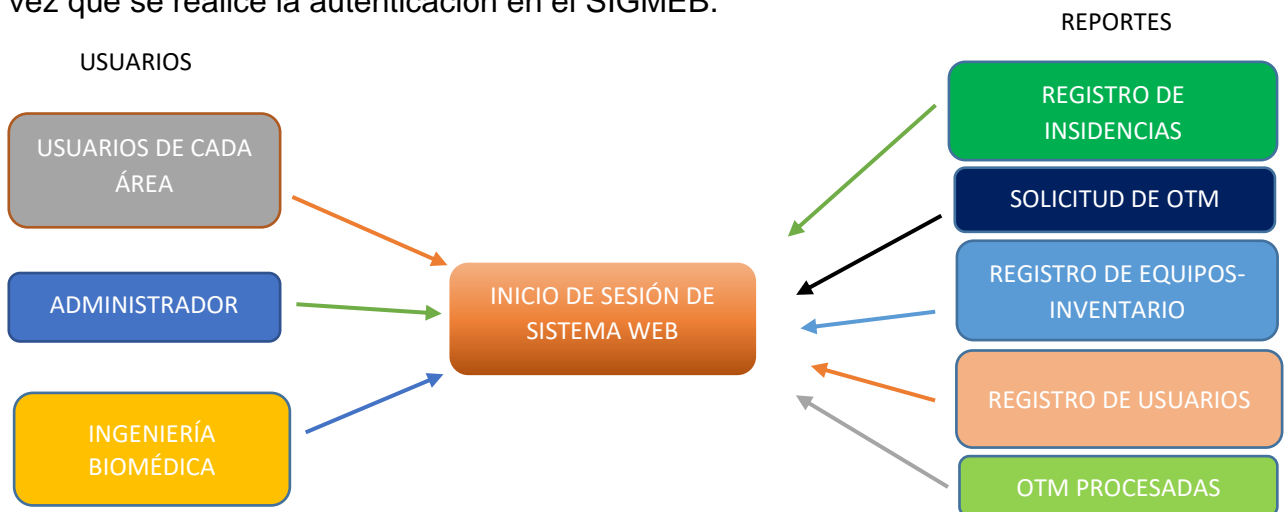 vez que se realice la autenticación en el SIGMEB.
USUARIOS
USUARIOS DE CADA
ÁREA
ADMINISTRADOR
INGENIERÍA
BIOMÉDICA
INICIO DE SESIÓN DE
SISTEMA WEB
REPORTES
REGISTRO DE
INSIDENCIAS
SOLICITUD DE OTM
REGISTRO DE EQUIPOS-
INVENTARIO
REGISTRO DE USUARIOS
OTM PROCESADAS